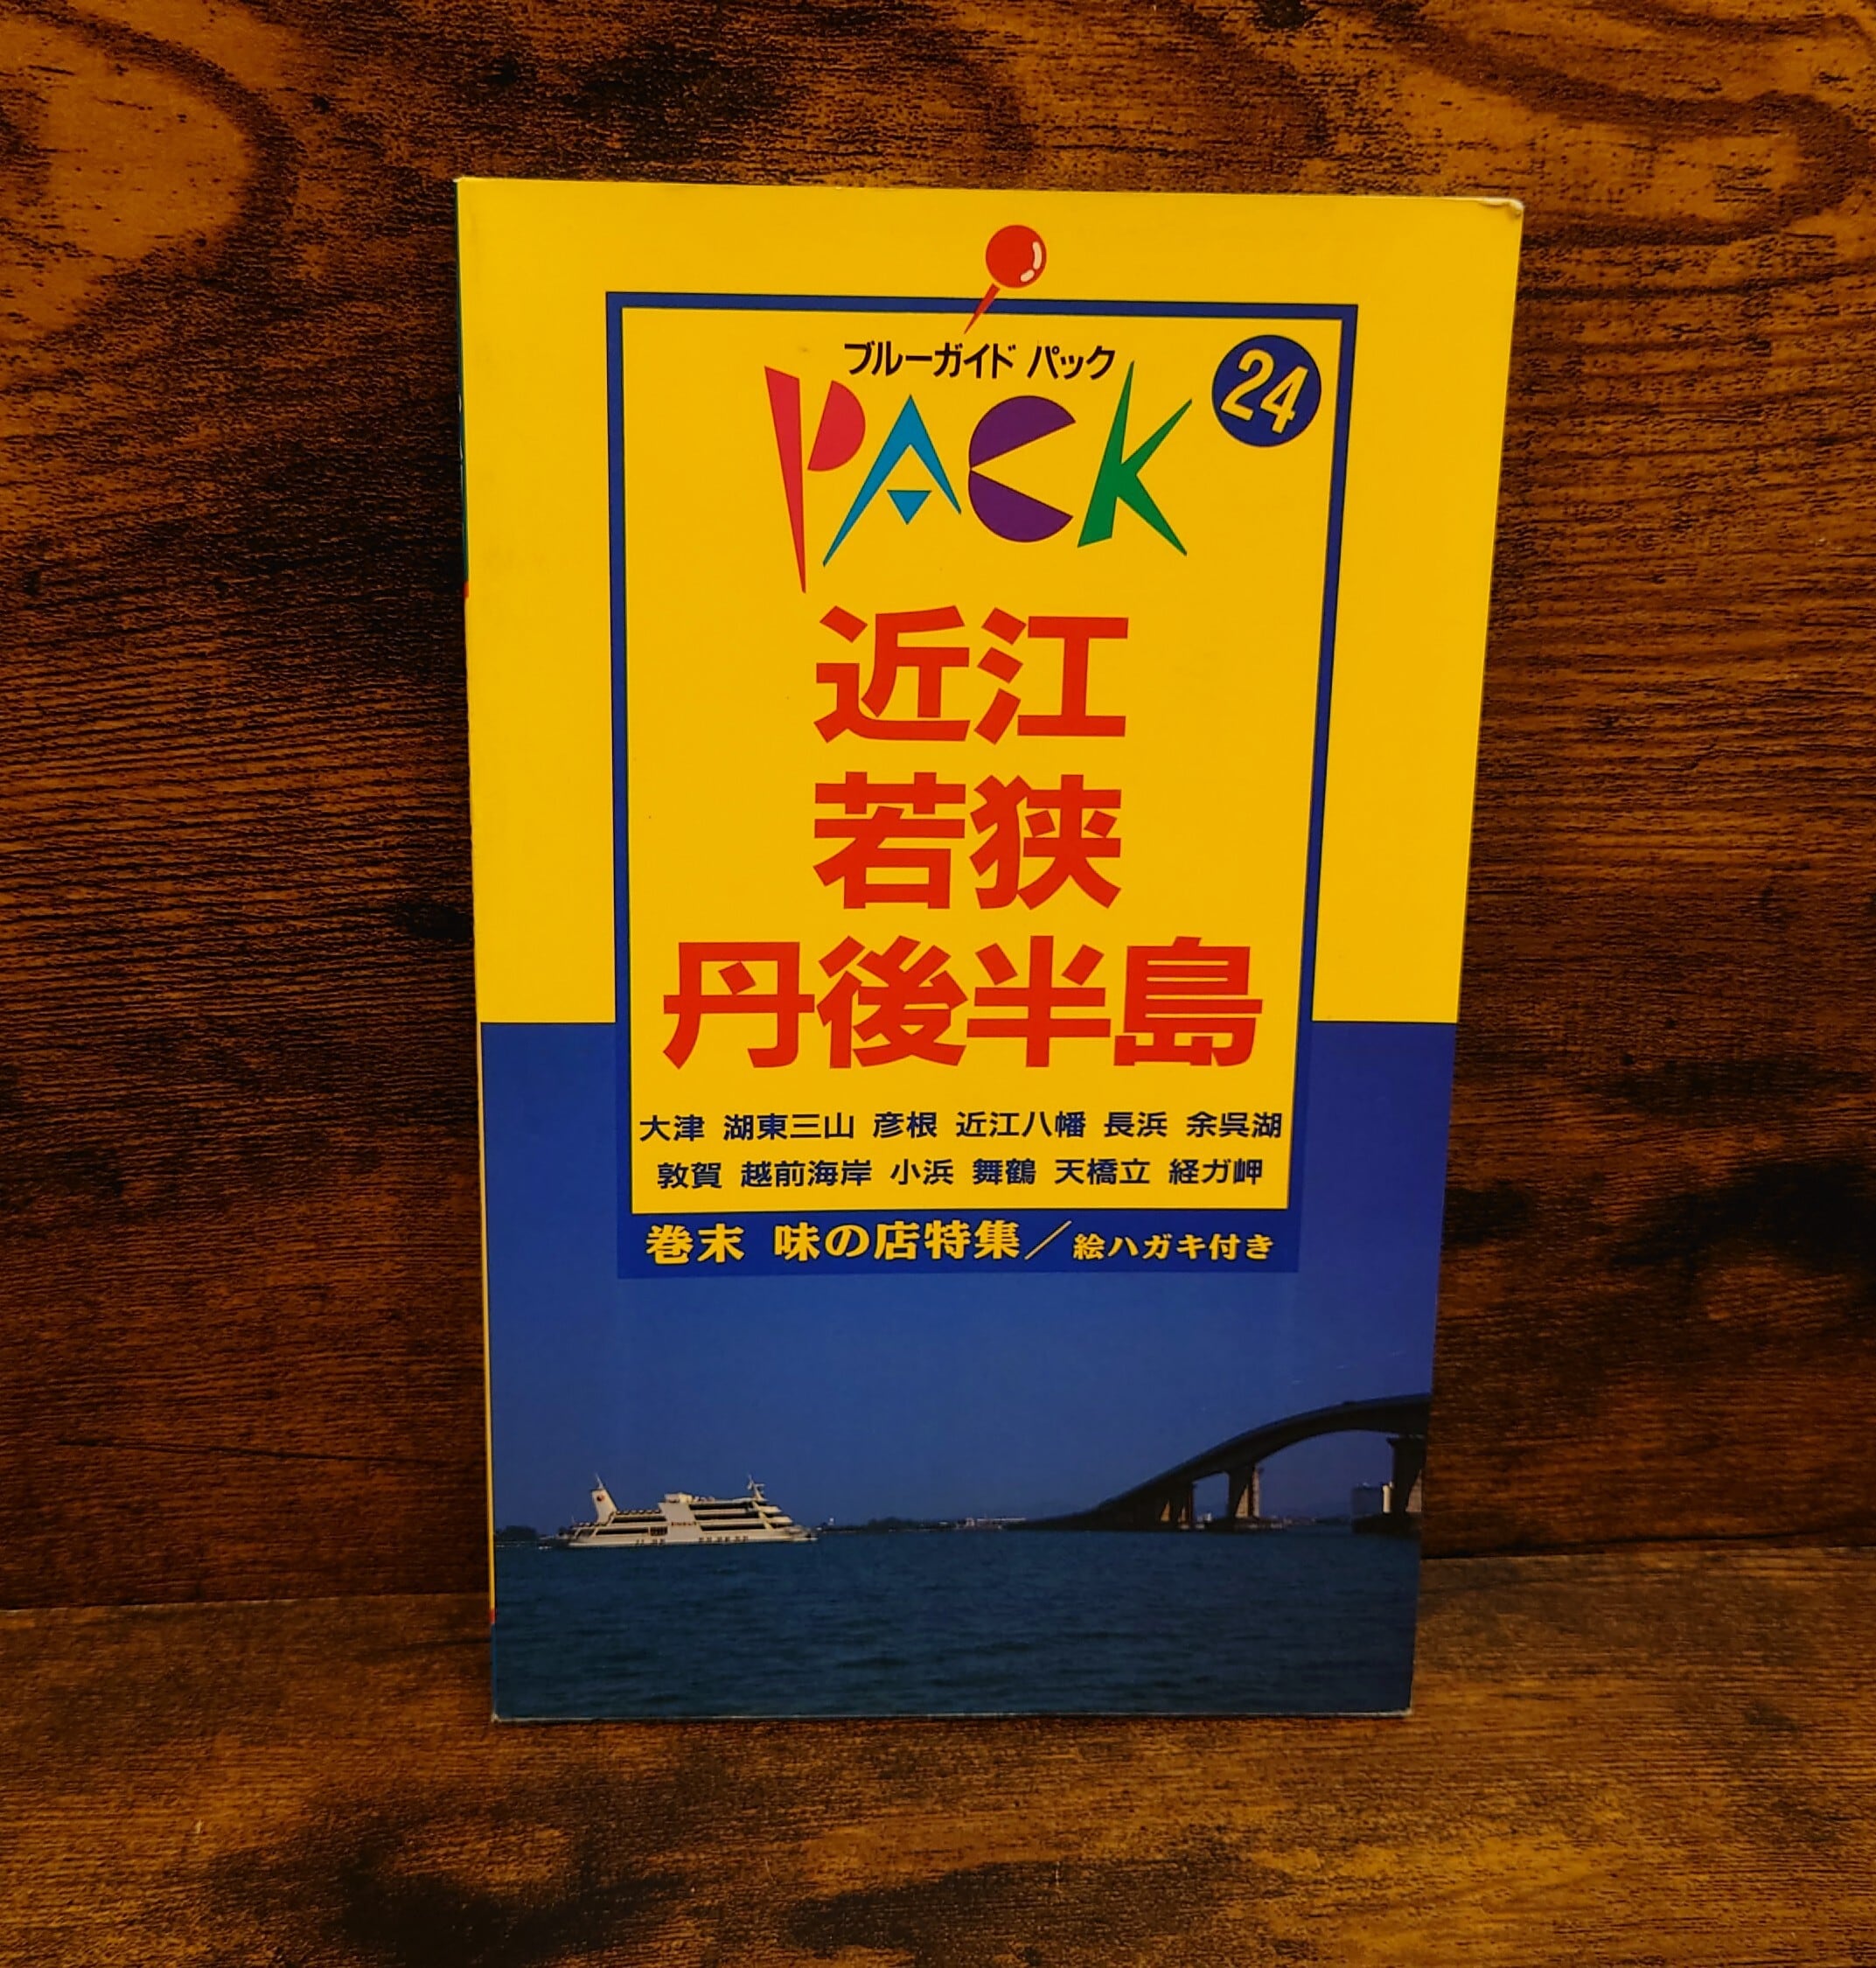 ブルーガイド パック
PACK
24
近江
若狭
丹後半島
大津 湖東三山 彦根 近江八幡 長浜 余呉湖
敦賀 越前海岸 小浜 舞鶴 天橋立 経ガ岬
巻末 味の店特集／絵ハガキ付き